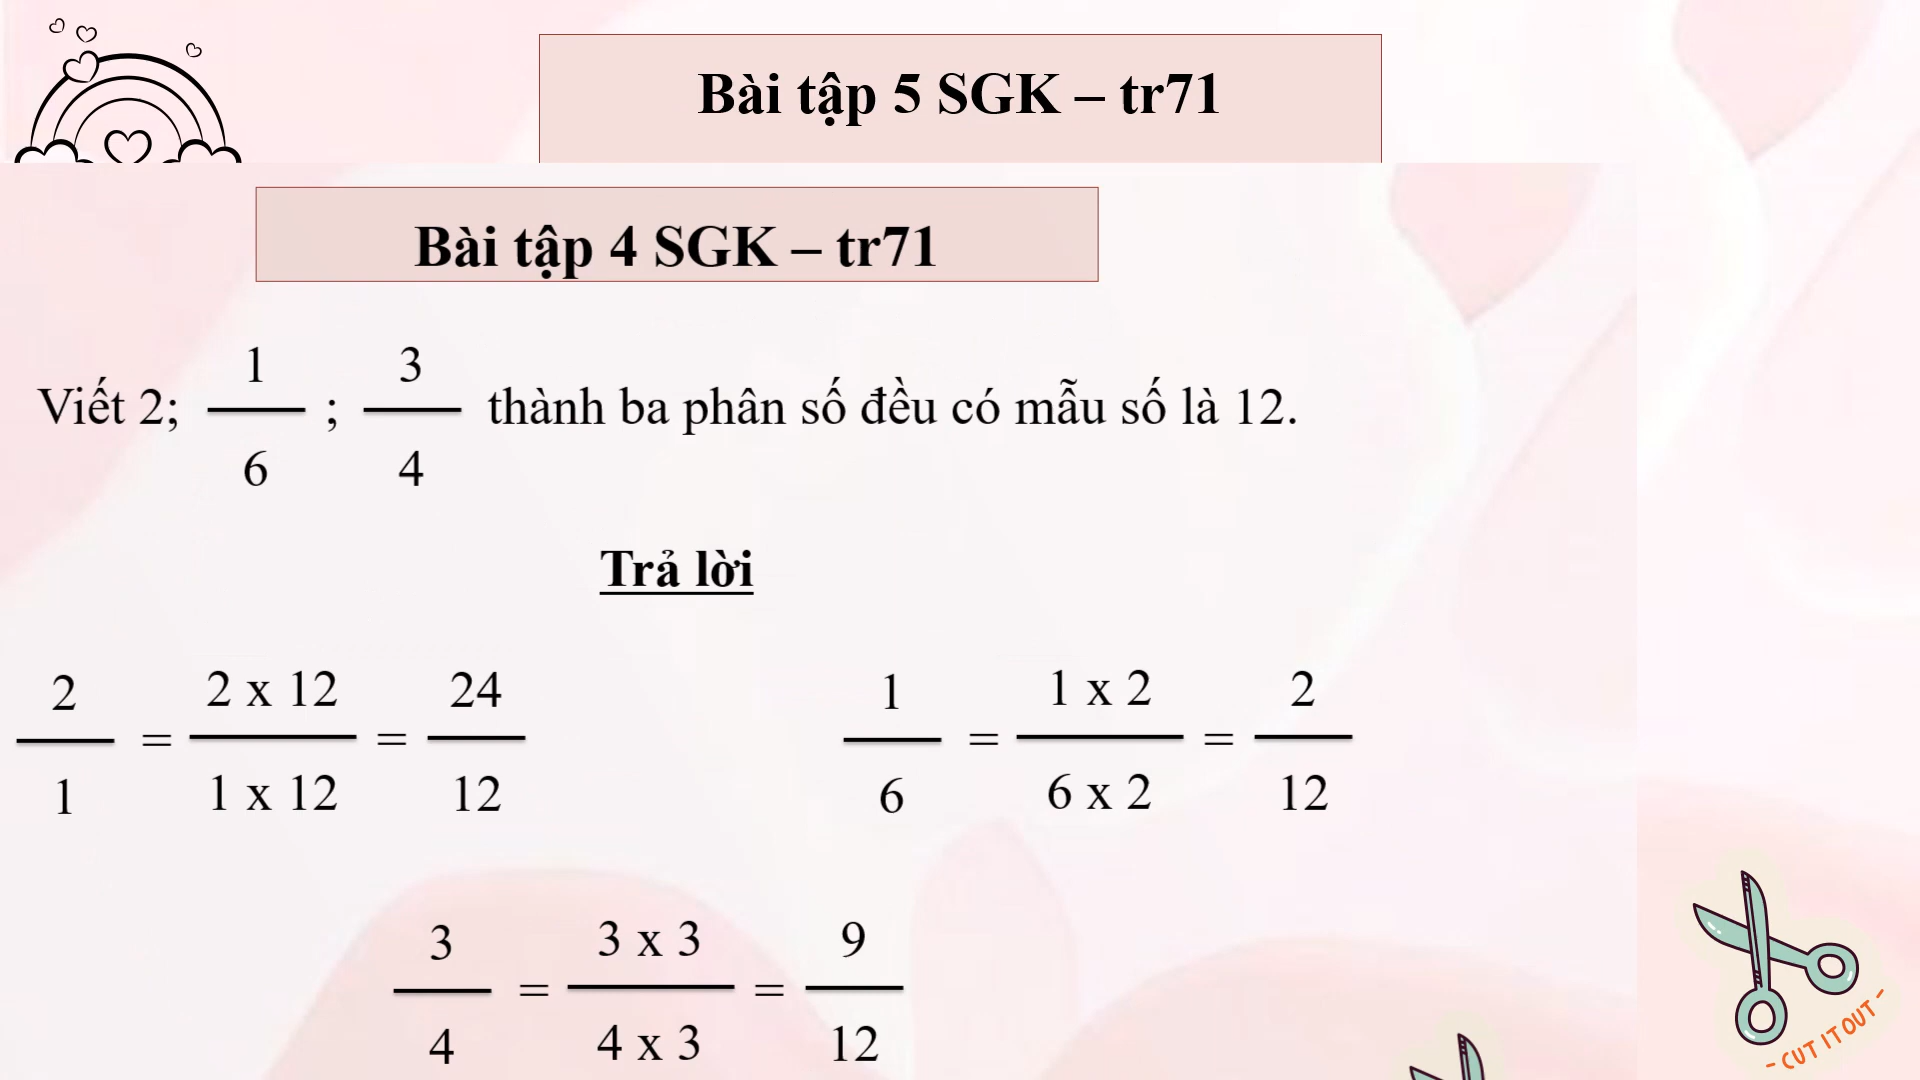 Bài tập 5 SGK – tr71
Bài tập 4 SGK – tr71
Viết 2; 1/6 ; 3/4 thành ba phân số đều có mẫu số là 12.
Trả lời
2/1 = 2 x 12/1 x 12 = 24/12
1/6 = 1 x 2/6 x 2 = 2/12
3/4 = 3 x 3/4 x 3 = 9/12
- CUT IT OUT -